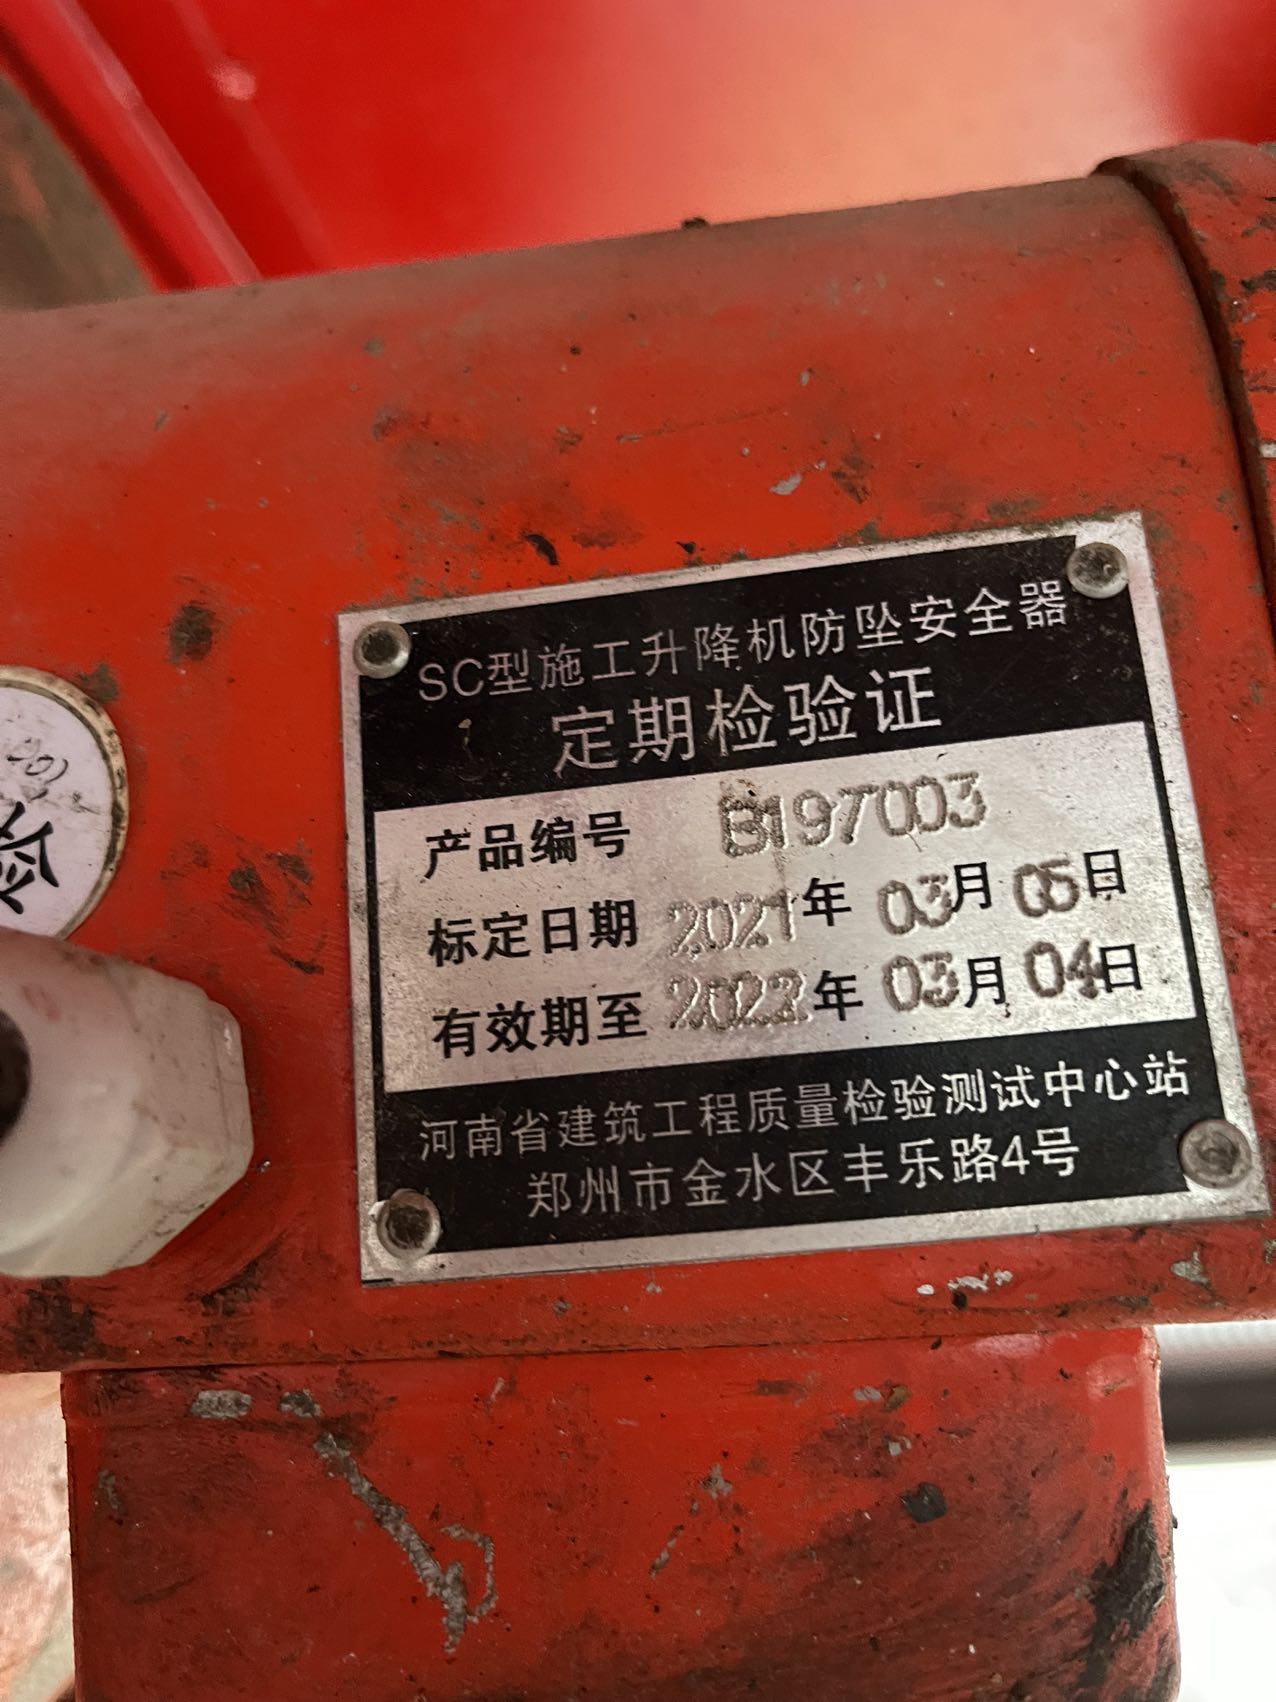 SC型施工升降机防坠安全器
定期检验证
产品编号 B197003
标定日期 2021年 03月 05日
有效期至 2022年 03月 04日
河南省建筑工程质量检验测试中心站
郑州市金水区丰乐路4号
检